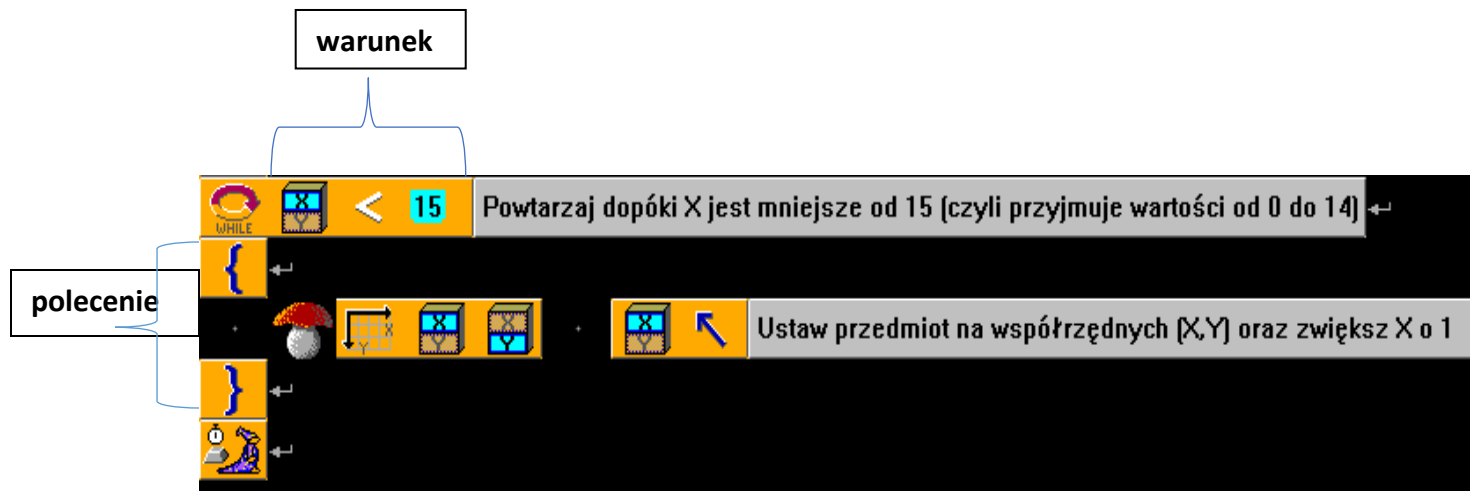 warunek
WHILE X Y < 15 Powtarzaj dopóki X jest mniejsze od 15 (czyli przyjmuje wartości od 0 do 14)
{
polecenie
X Y X Y X Y X Y Ustaw przedmiot na współrzędnych (X,Y) oraz zwiększ X o 1
}